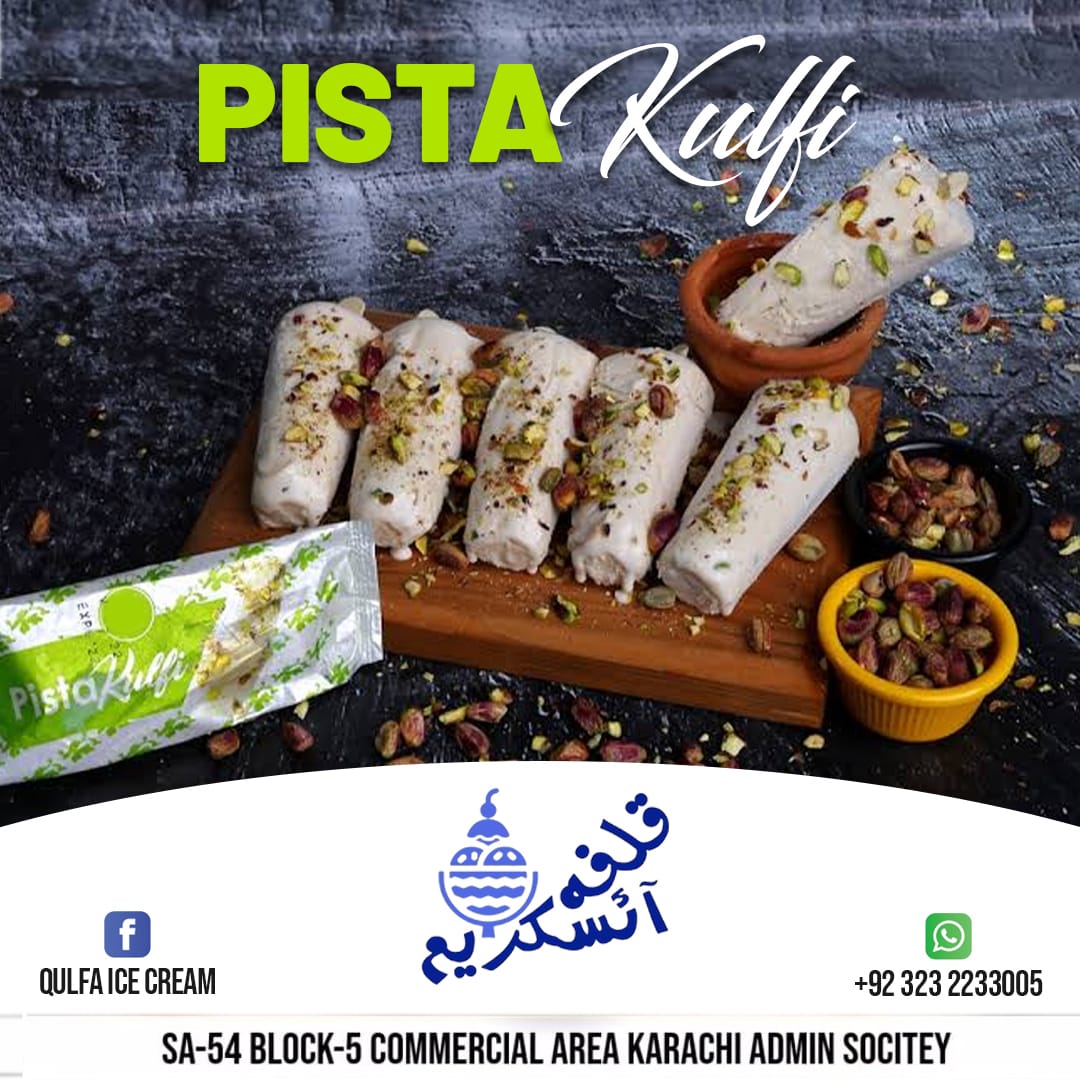 PISTA Kulfi
EXP
Pista Kulfi
قلفہ
آئسکریم
QULFA ICE CREAM
+92 323 2233005
SA-54 BLOCK-5 COMMERCIAL AREA KARACHI ADMIN SOCITEY